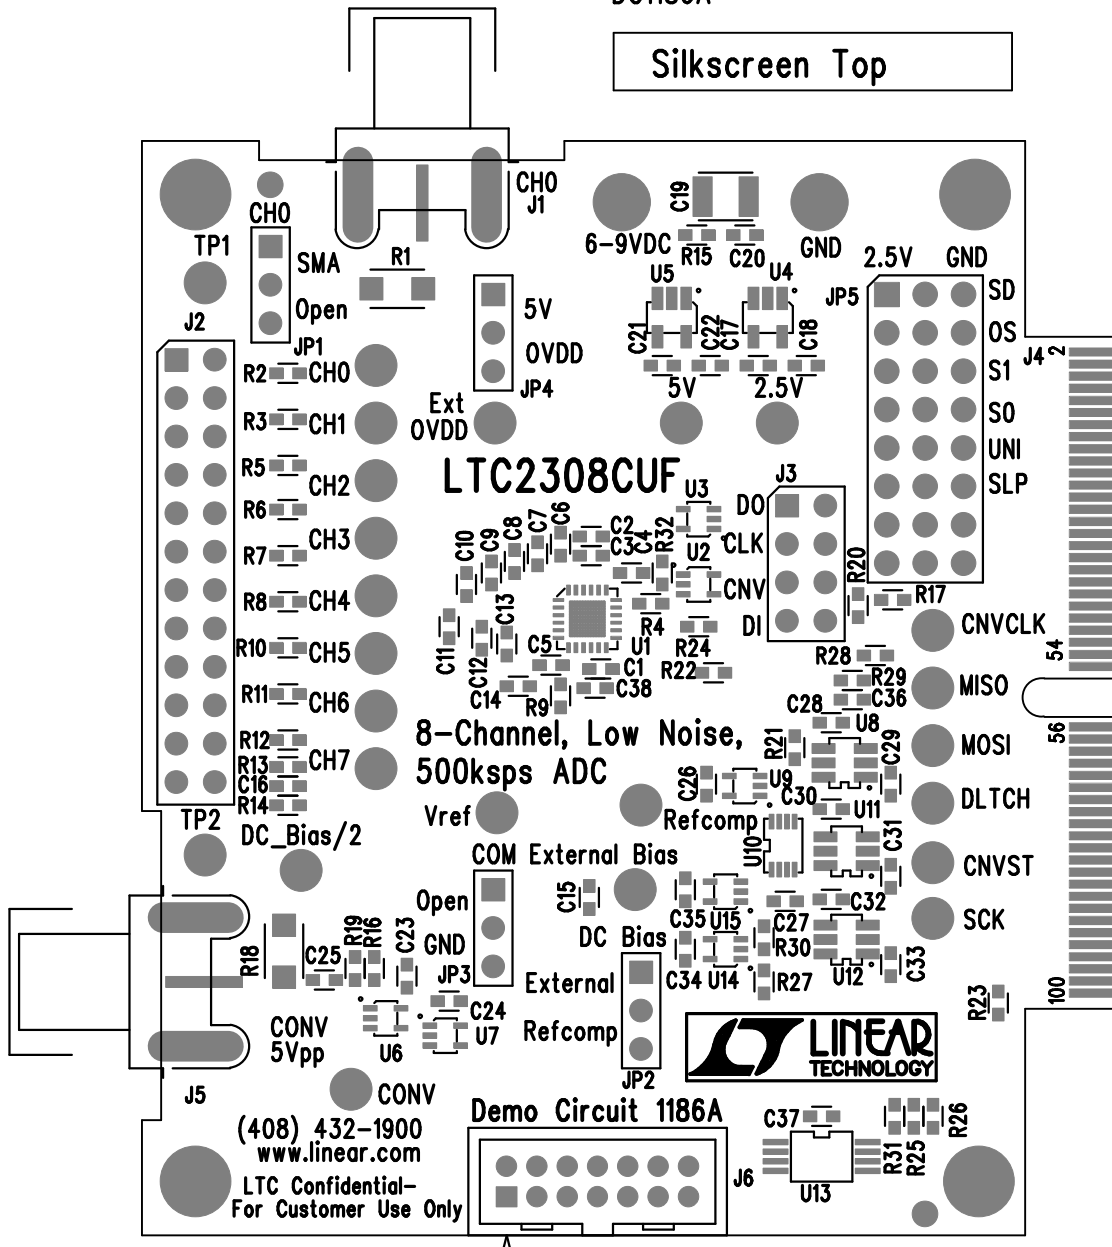 Silkscreen Top
CH0
J1
CH0
TP1
SMA
Open
JP1
J2
R1
5V
OVDD
JP4
Ext
OVDD
6-9VDC
C19
R15
C20
GND
U5
U4
C21
C22
C17
C18
5V
2.5V
2.5V
GND
JP5
SD
OS
S1
S0
UNI
SLP
J4
2
54
56
100
R2
CH0
R3
CH1
R5
CH2
R6
CH3
R7
R8
CH4
R10
CH5
R11
CH6
R12
R13
CH7
C16
R14
TP2
DC_Bias/2
LTC2308CUF
U3
J3
DO
CLK
CNV
DI
C10
C9
C8
C7
C6
C2
C3
C4
R32
U2
R20
R17
C11
C12
C13
C5
U1
R4
R24
R22
C1
C38
C14
R9
CNVCLK
R28
R29
C36
MISO
C28
U8
R21
C29
MOSI
8-Channel, Low Noise,
500ksps ADC
C26
U9
C30
U11
DLTCH
Vref
Refcomp
U10
C31
CNVST
COM External Bias
Open
GND
JP3
C15
C35
U15
C27
C32
SCK
DC Bias
C34
U14
R30
R27
U12
C33
External
Refcomp
JP2
R23
R18
C25
R19
R16
C23
C24
U6
U7
CONV
5Vpp
J5
CONV
LINEAR
TECHNOLOGY
Demo Circuit 1186A
(408) 432-1900
www.linear.com
LTC Confidential-
For Customer Use Only
J6
C37
U13
R31
R25
R26